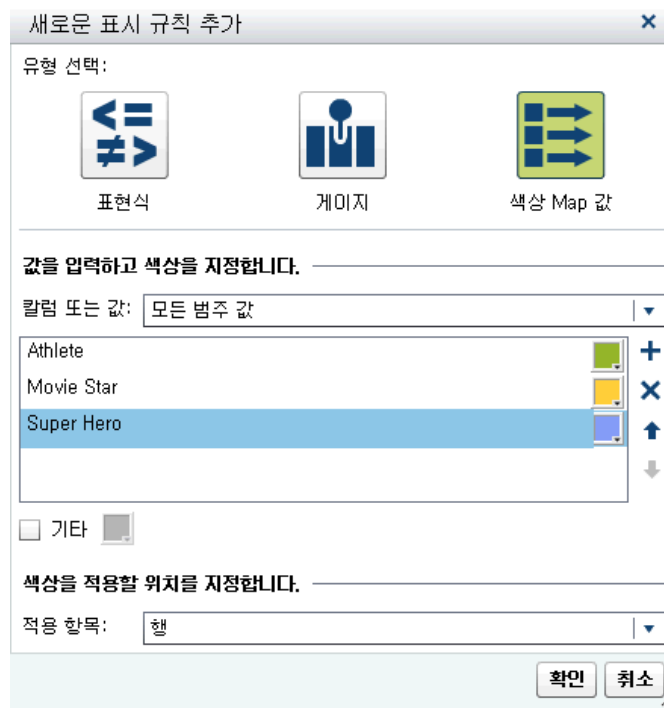 새로운 표시 규칙 추가
유형 선택:
표현식 게이지 색상 Map 값
값을 입력하고 색상을 지정합니다.
칼럼 또는 값: 모든 범주 값
Athlete
Movie Star
Super Hero
기타
색상을 적용할 위치를 지정합니다.
적용 항목: 행
확인 취소